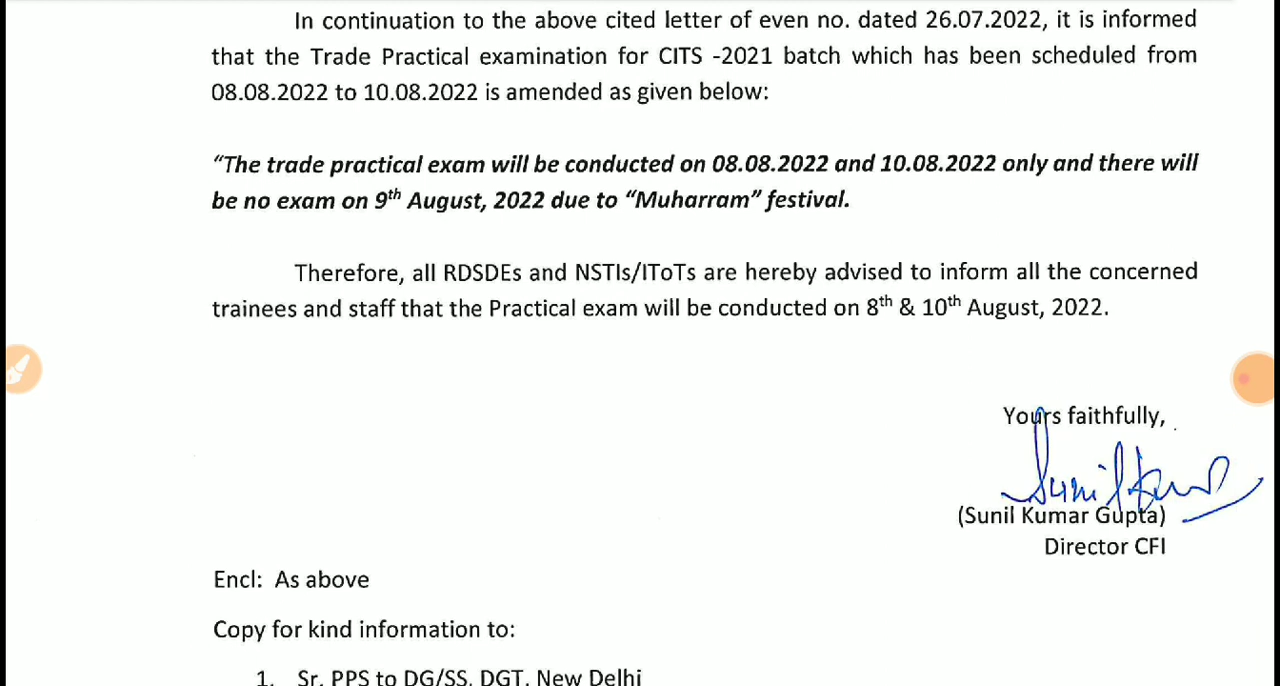 In continuation to the above cited letter of even no. dated 26.07.2022, it is informed
that the Trade Practical examination for CITS -2021 batch which has been scheduled from
08.08.2022 to 10.08.2022 is amended as given below:
“The trade practical exam will be conducted on 08.08.2022 and 10.08.2022 only and there will
be no exam on 9th August, 2022 due to “Muharram” festival.
Therefore, all RDSDEs and NSTIs/IToTs are hereby advised to inform all the concerned
trainees and staff that the Practical exam will be conducted on 8th & 10th August, 2022.
Yours faithfully,
(Sunil Kumar Gupta)
Director CFI
Encl: As above
Copy for kind information to:
1. Sr. PPS to DG/SS, DGT, New Delhi